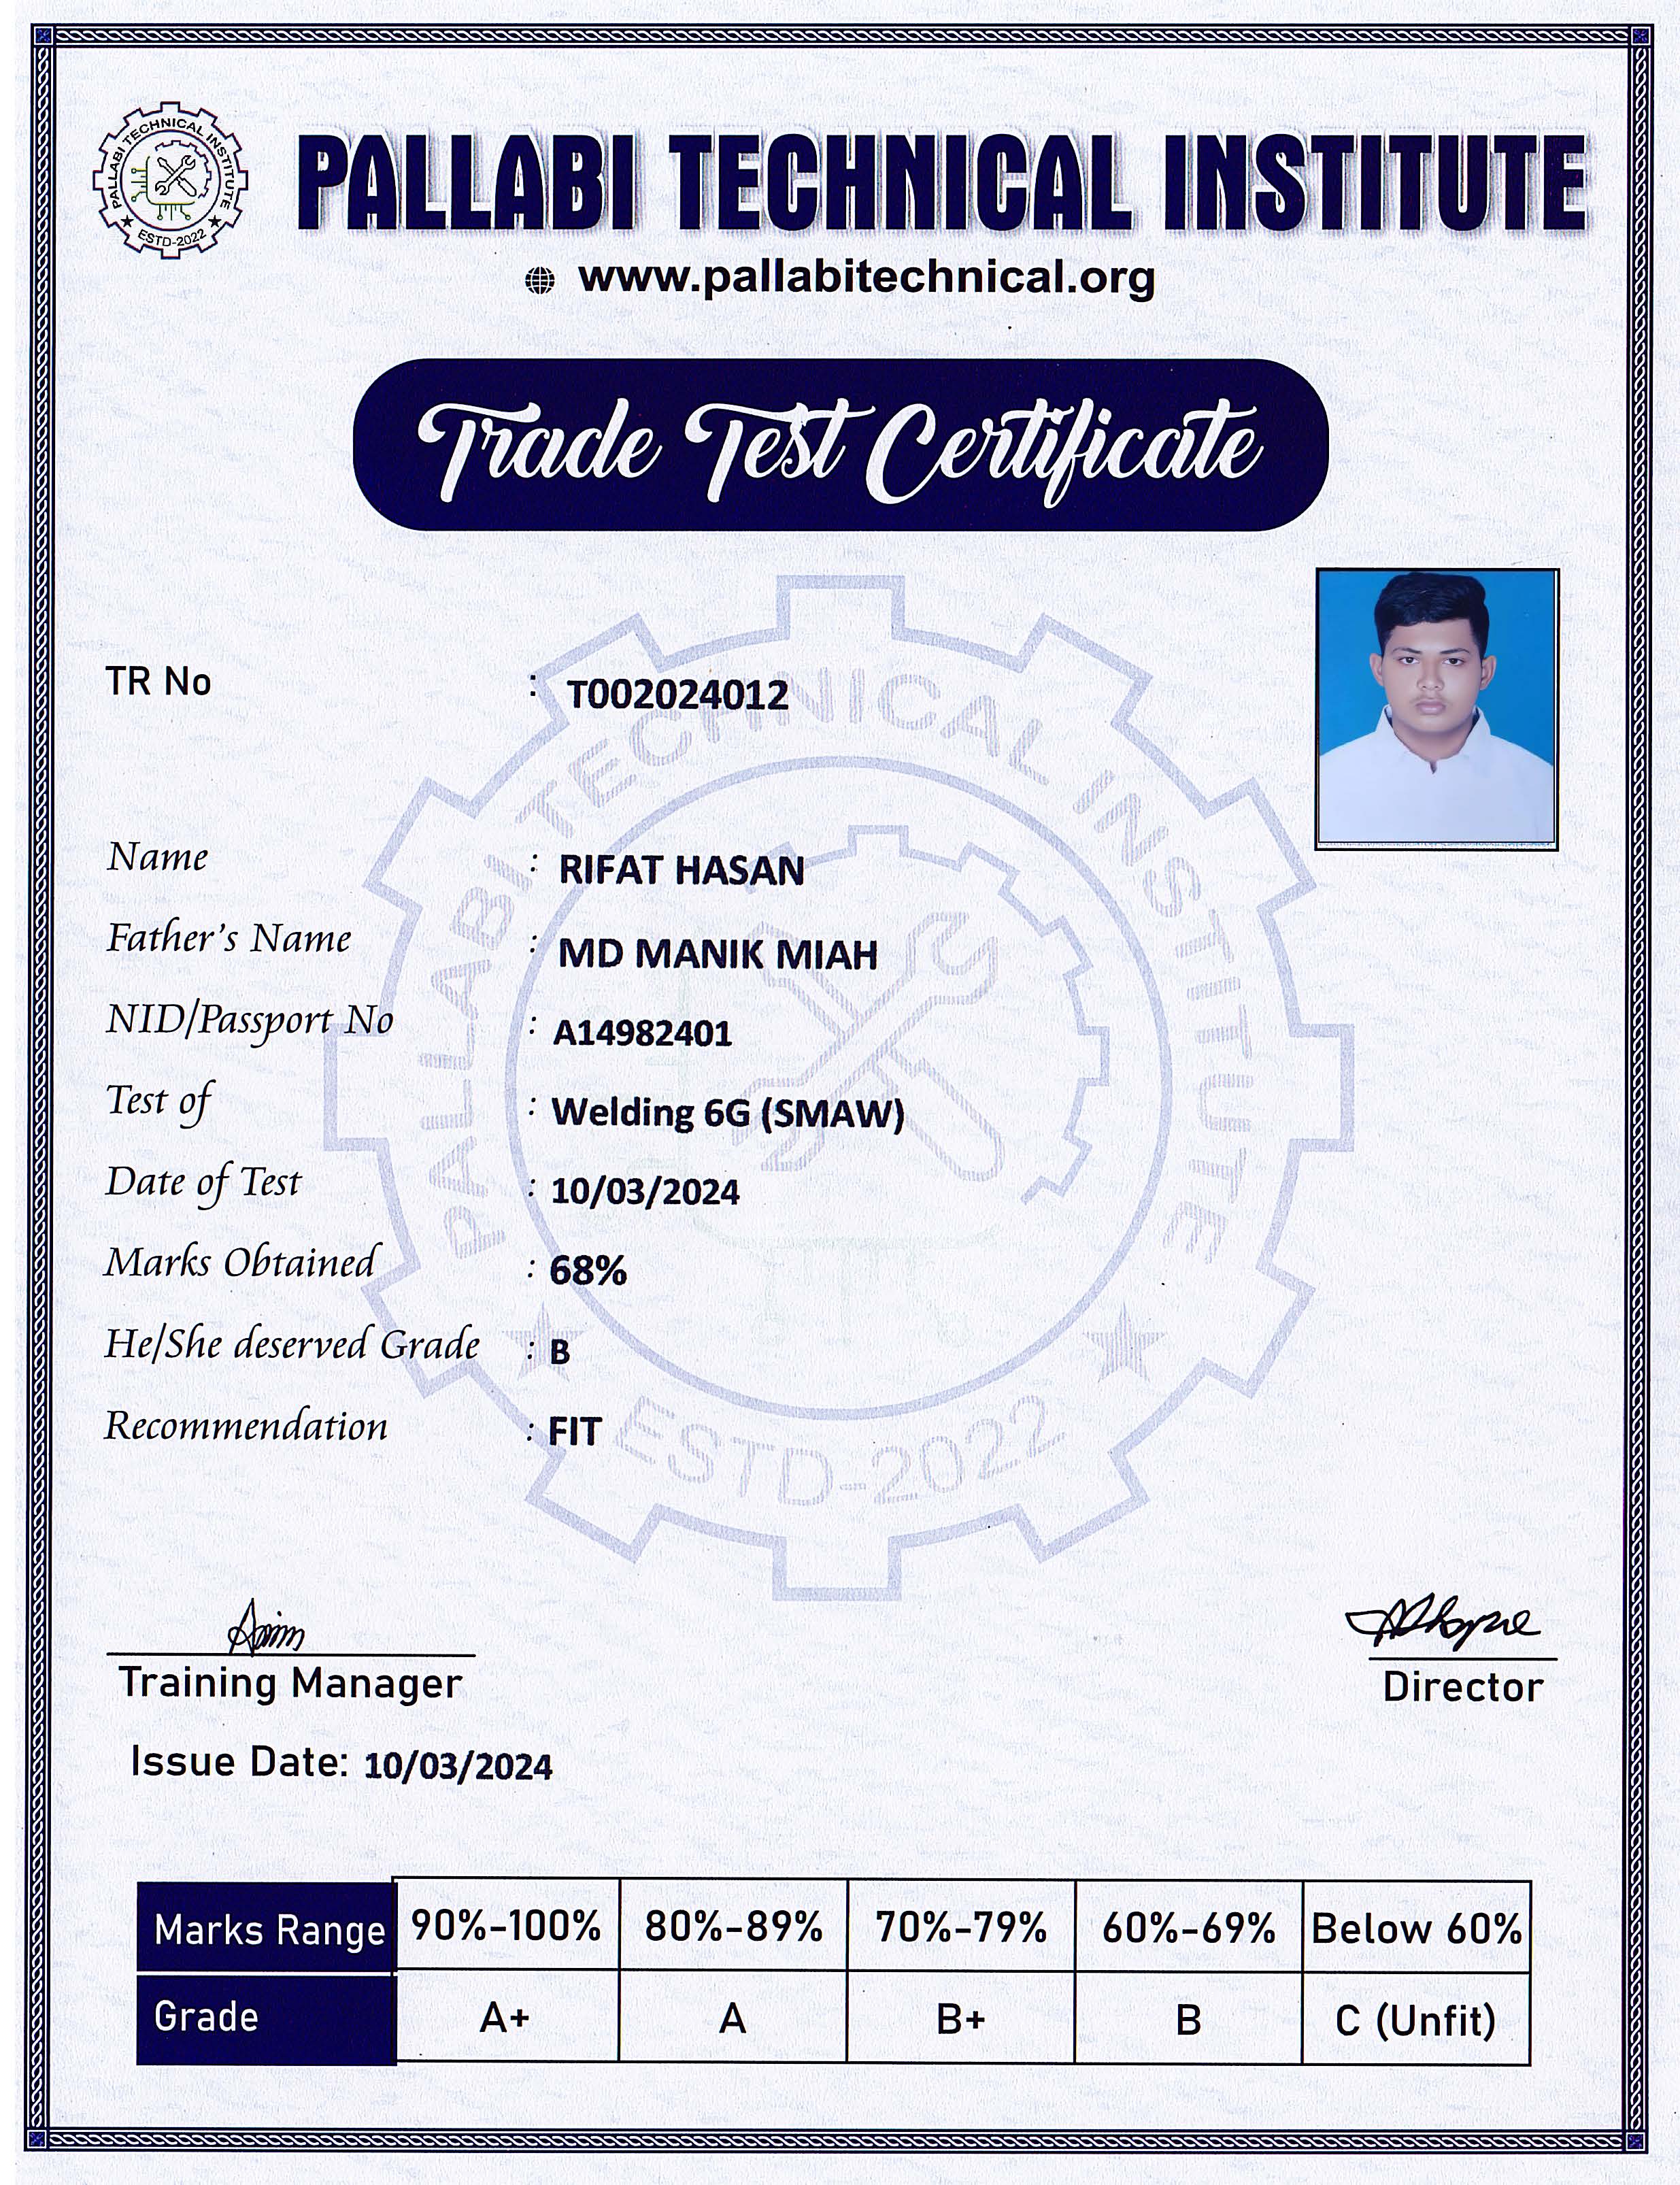 PALLABI TECHNICAL INSTITUTE
ESTD-2022
PALLABI TECHNICAL INSTITUTE
www.pallabitechnical.org
Trade Test Certificate
TR No : T002024012
Name : RIFAT HASAN
Father's Name : MD MANIK MIAH
NID/Passport No : A14982401
Test of : Welding 6G (SMAW)
Date of Test : 10/03/2024
Marks Obtained : 68%
He/She deserved Grade : B
Recommendation : FIT
PALLABI TECHNICAL INSTITUTE
ESTD-2022
Training Manager
Director
Issue Date: 10/03/2024
Marks Range 90%-100% 80%-89% 70%-79% 60%-69% Below 60%
Grade A+ A B+ B C (Unfit)